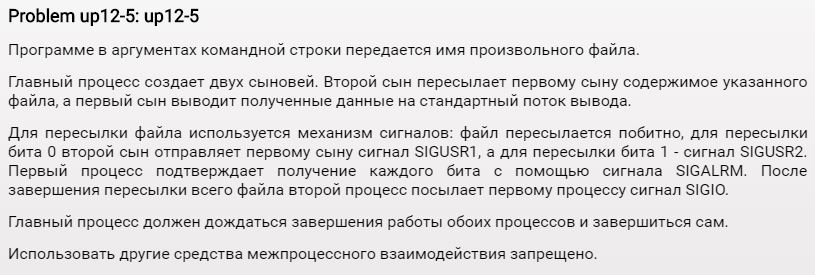 Problem up12-5: up12-5
Программе в аргументах командной строки передается имя произвольного файла.
Главный процесс создает двух сыновей. Второй сын пересылает первому сыну содержимое указанного
файла, а первый сын выводит полученные данные на стандартный поток вывода.
Для пересылки файла используется механизм сигналов: файл пересылается побитно, для пересылки
бита 0 второй сын отправляет первому сыну сигнал SIGUSR1, а для пересылки бита 1 - сигнал SIGUSR2.
Первый процесс подтверждает получение каждого бита с помощью сигнала SIGALRM. После
завершения пересылки всего файла второй процесс посылает первому процессу сигнал SIGIO.
Главный процесс должен дождаться завершения работы обоих процессов и завершиться сам.
Использовать другие средства межпроцессного взаимодействия запрещено.